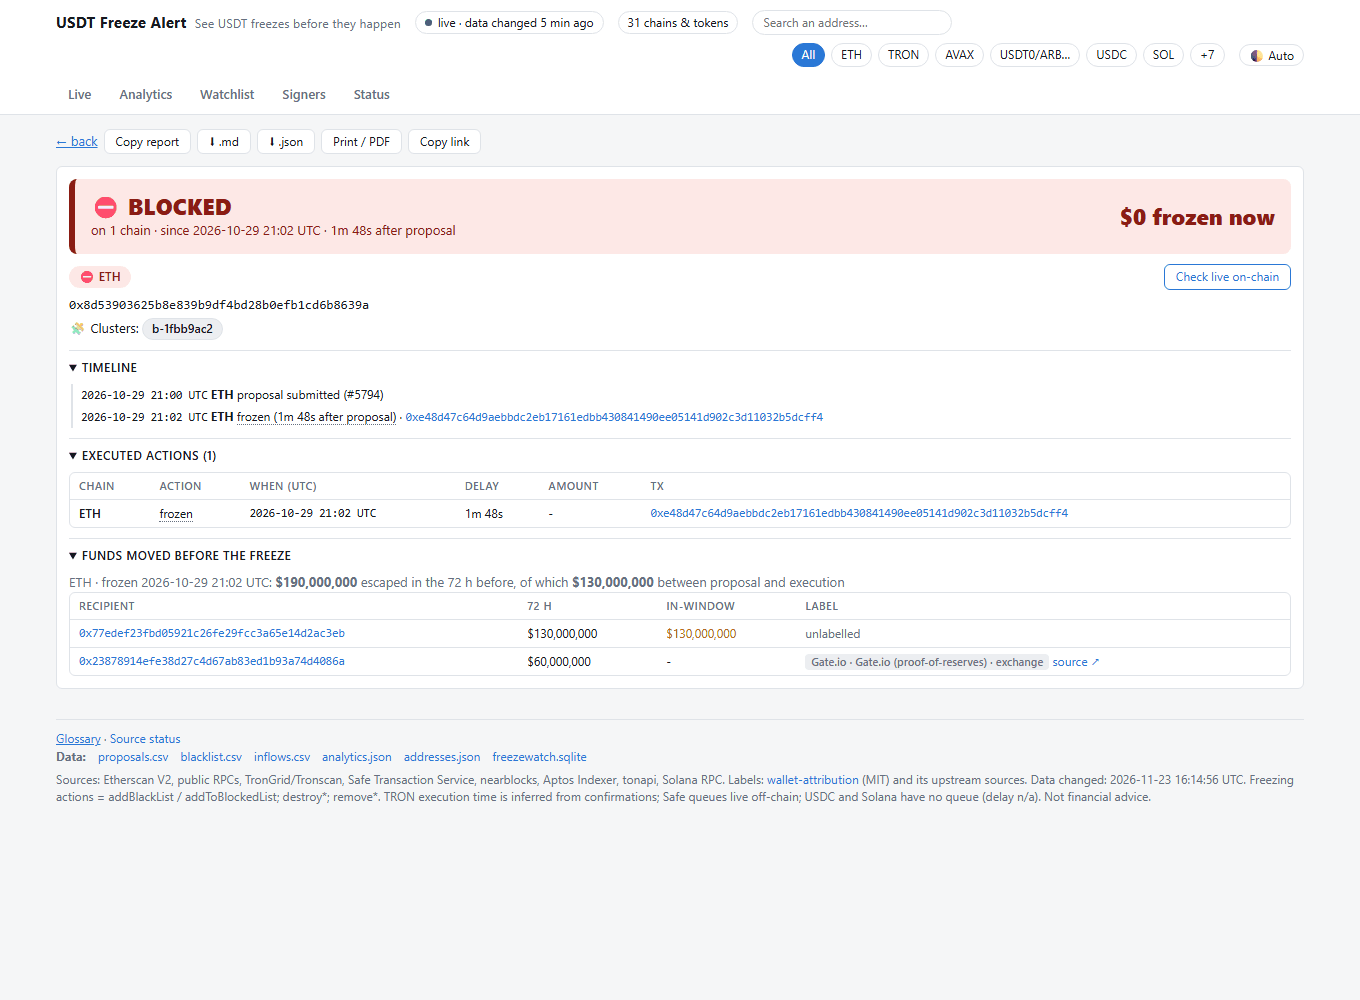 USDT Freeze Alert See USDT freezes before they happen live · data changed 5 min ago 31 chains & tokens Search an address...
All ETH TRON AVAX USDT0/ARB... USDC SOL +7 Auto
Live Analytics Watchlist Signers Status
← back Copy report ⬇ .md ⬇ .json Print / PDF Copy link
⛔ BLOCKED
on 1 chain · since 2026-10-29 21:02 UTC · 1m 48s after proposal
$0 frozen now
⛔ ETH
Check live on-chain
0x8d53903625b8e839b9df4bd28b0efb1cd6b8639a
Clusters: b-1fbb9ac2
▼ TIMELINE
2026-10-29 21:00 UTC ETH proposal submitted (#5794)
2026-10-29 21:02 UTC ETH frozen (1m 48s after proposal) · 0xe48d47c64d9aebbdc2eb17161edbb430841490ee05141d902c3d11032b5dcff4
▼ EXECUTED ACTIONS (1)
CHAIN ACTION WHEN (UTC) DELAY AMOUNT TX
ETH frozen 2026-10-29 21:02 UTC 1m 48s - 0xe48d47c64d9aebbdc2eb17161edbb430841490ee05141d902c3d11032b5dcff4
▼ FUNDS MOVED BEFORE THE FREEZE
ETH · frozen 2026-10-29 21:02 UTC: $190,000,000 escaped in the 72 h before, of which $130,000,000 between proposal and execution
RECIPIENT 72 H IN-WINDOW LABEL
0x77edef23fbd05921c26fe29fcc3a65e14d2ac3eb $130,000,000 $130,000,000 unlabelled
0x23878914efe38d27c4d67ab83ed1b93a74d4086a $60,000,000 - Gate.io · Gate.io (proof-of-reserves) · exchange source ↗
Glossary · Source status
Data: proposals.csv blacklist.csv inflows.csv analytics.json addresses.json freezewatch.sqlite
Sources: Etherscan V2, public RPCs, TronGrid/Tronscan, Safe Transaction Service, nearblocks, Aptos Indexer, tonapi, Solana RPC. Labels: wallet-attribution (MIT) and its upstream sources. Data changed: 2026-11-23 16:14:56 UTC. Freezing
actions = addBlackList / addToBlockedList; destroy*; remove*. TRON execution time is inferred from confirmations; Safe queues live off-chain; USDC and Solana have no queue (delay n/a). Not financial advice.